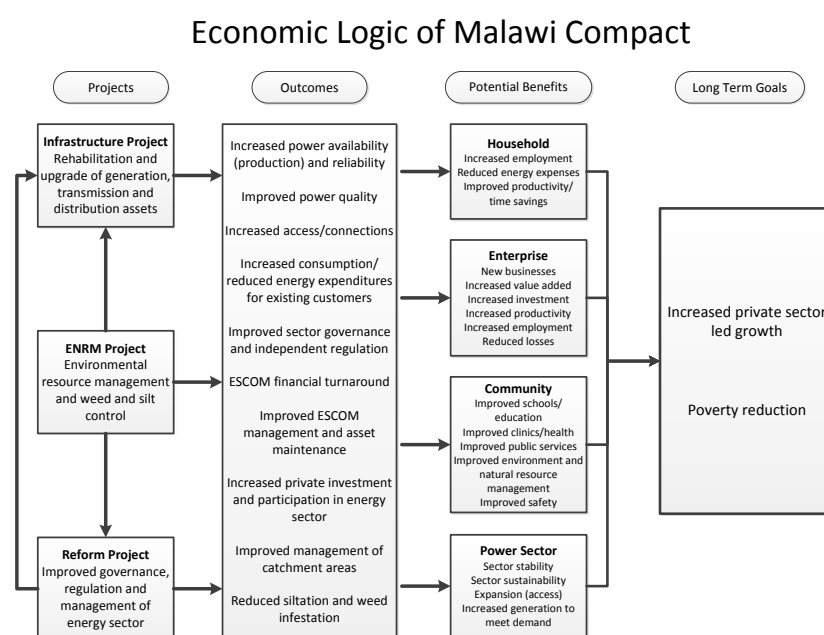 Economic Logic of Malawi Compact
Projects
Outcomes
Potential Benefits
Long Term Goals
Infrastructure Project
Rehabilitation and
upgrade of generation,
transmission and
distribution assets
ENRM Project
Environmental
resource management
and weed and silt
control
Reform Project
Improved governance,
regulation and
management of
energy sector
Increased power availability
(production) and reliability
Improved power quality
Increased access/connections
Increased consumption/
reduced energy expenditures
for existing customers
Improved sector governance
and independent regulation
ESCOM financial turnaround
Improved ESCOM
management and asset
maintenance
Increased private investment
and participation in energy
sector
Improved management of
catchment areas
Reduced siltation and weed
infestation
Household
Increased employment
Reduced energy expenses
Improved productivity/
time savings
Enterprise
New businesses
Increased value added
Increased investment
Increased productivity
Increased employment
Reduced losses
Community
Improved schools/
education
Improved clinics/health
Improved public services
Improved environment and
natural resource
management
Improved safety
Power Sector
Sector stability
Sector sustainability
Expansion (access)
Increased generation to
meet demand
Increased private sector
led growth
Poverty reduction